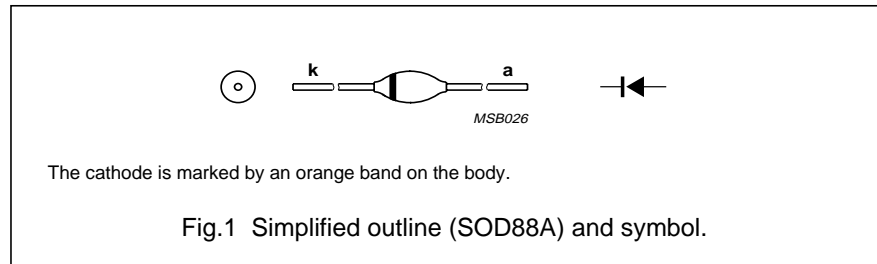 k a
MSB026
The cathode is marked by an orange band on the body.
Fig.1 Simplified outline (SOD88A) and symbol.